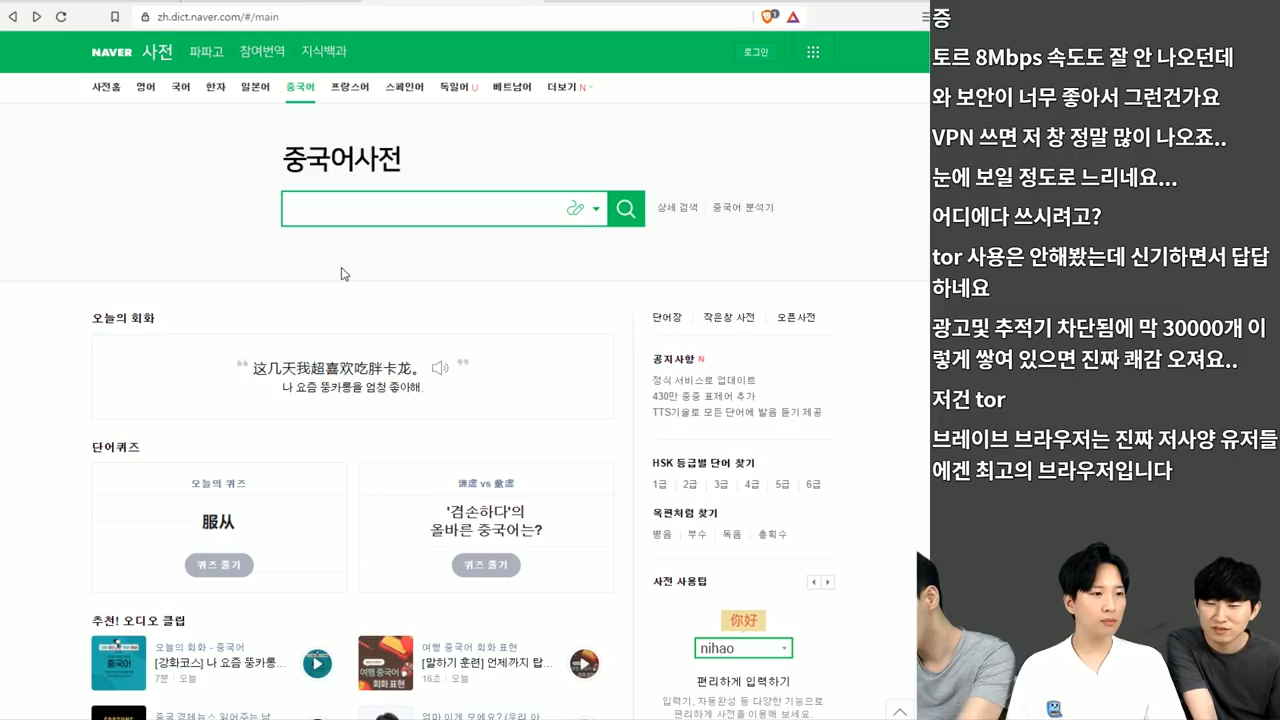 zh.dict.naver.com/#/main
NAVER 사전 파파고 참여번역 지식백과
로그인
사전홈 영어 국어 한자 일본어 중국어 프랑스어 스페인어 독일어 U 베트남어 더보기 N
중국어사전
상세 검색 중국어 분석기
오늘의 회화
这几天我超喜欢吃胖卡龙。
나 요즘 뚱카롱을 엄청 좋아해.
단어퀴즈
오늘의 퀴즈
服从
퀴즈 풀기
'겸손하다'의
올바른 중국어는?
퀴즈 풀기
추천! 오디오 클립
오늘의 회화 - 중국어
[강화코스] 나 요즘 뚱카롱...
7분 오늘
여행 중국어 회화 표현
[말하기 훈련] 언제까지 탑...
16초 오늘
중국 경제뉴스 읽어주는 남
단어장 작은창 사전 오픈사전
공지사항 N
정식 서비스로 업데이트
430만 중중 표제어 추가
TTS기술로 모든 단어에 발음 듣기 제공
HSK 등급별 단어 찾기
1급 2급 3급 4급 5급 6급
옥편처럼 찾기
병음 부수 독음 총획수
사전 사용팁
你好
nihao
편리하게 입력하기
입력기, 자동완성 등 다양한 기능으로
편리하게 사전을 이용해 보세요.
증
토르 8Mbps 속도도 잘 안 나오던데
와 보안이 너무 좋아서 그런건가요
VPN 쓰면 저 창 정말 많이 나오죠..
눈에 보일 정도로 느리네요...
어디에다 쓰시려고?
tor 사용은 안해봤는데 신기하면서 답답
하네요
광고및 추적기 차단됨에 막 30000개 이
렇게 쌓여 있으면 진짜 쾌감 오져요..
저건 tor
브레이브 브라우저는 진짜 저사양 유저들
에겐 최고의 브라우저입니다